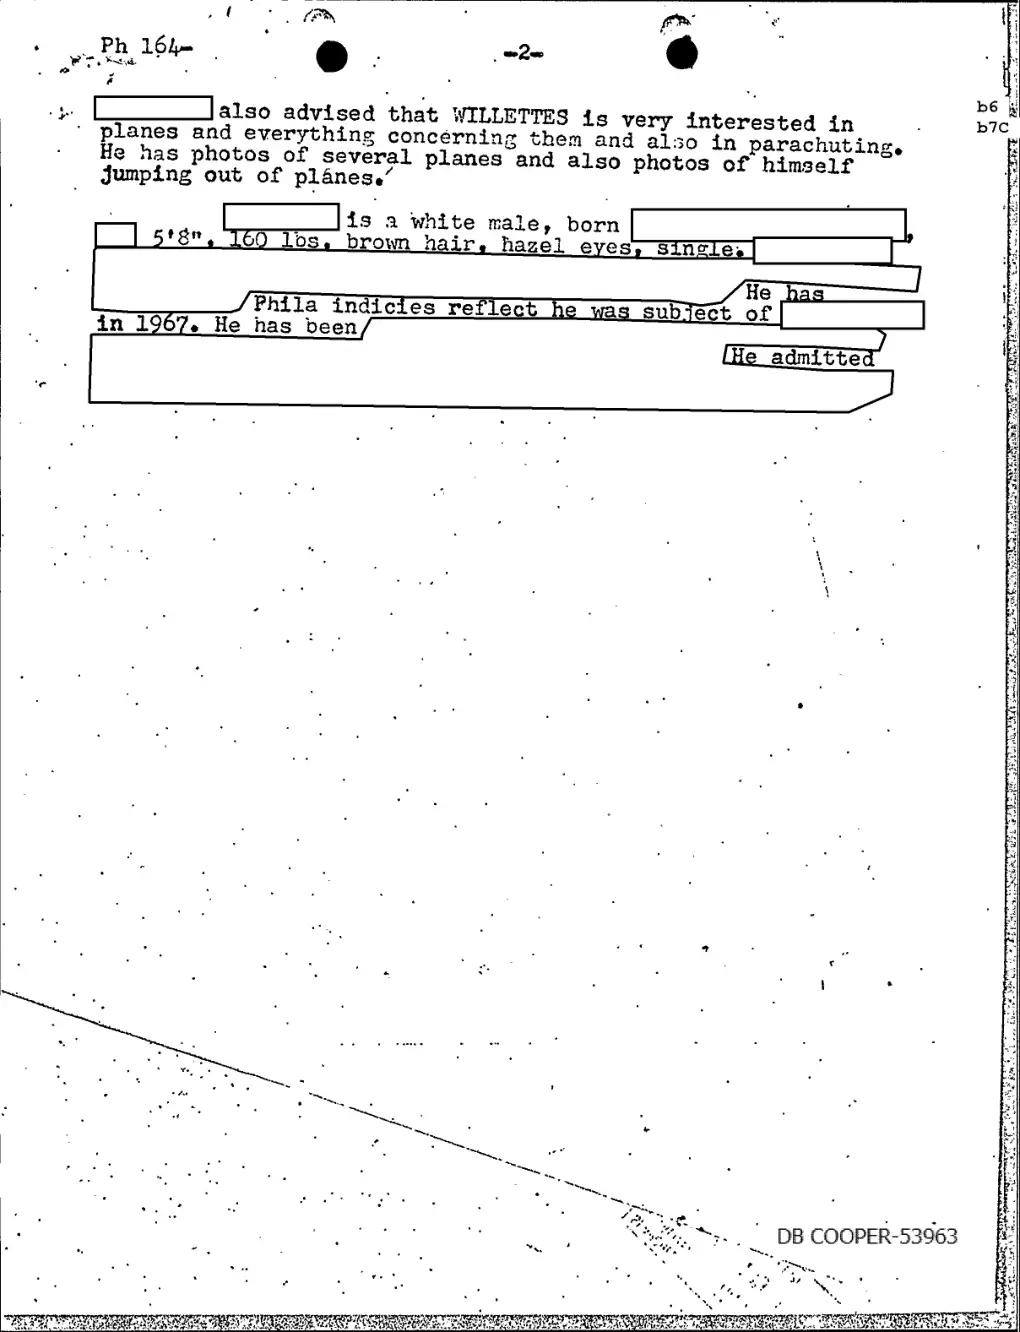 Ph 164-
-2-
b6
b7C
also advised that WILLETTES is very interested in
planes and everything concerning them and also in parachuting.
He has photos of several planes and also photos of himself
jumping out of planes.
is a white male, born
5'8", 160 lbs. brown hair, hazel eyes, single.
He has
Phila indicies reflect he was subject of
in 1967. He has been
He admitted
DB COOPER-53963